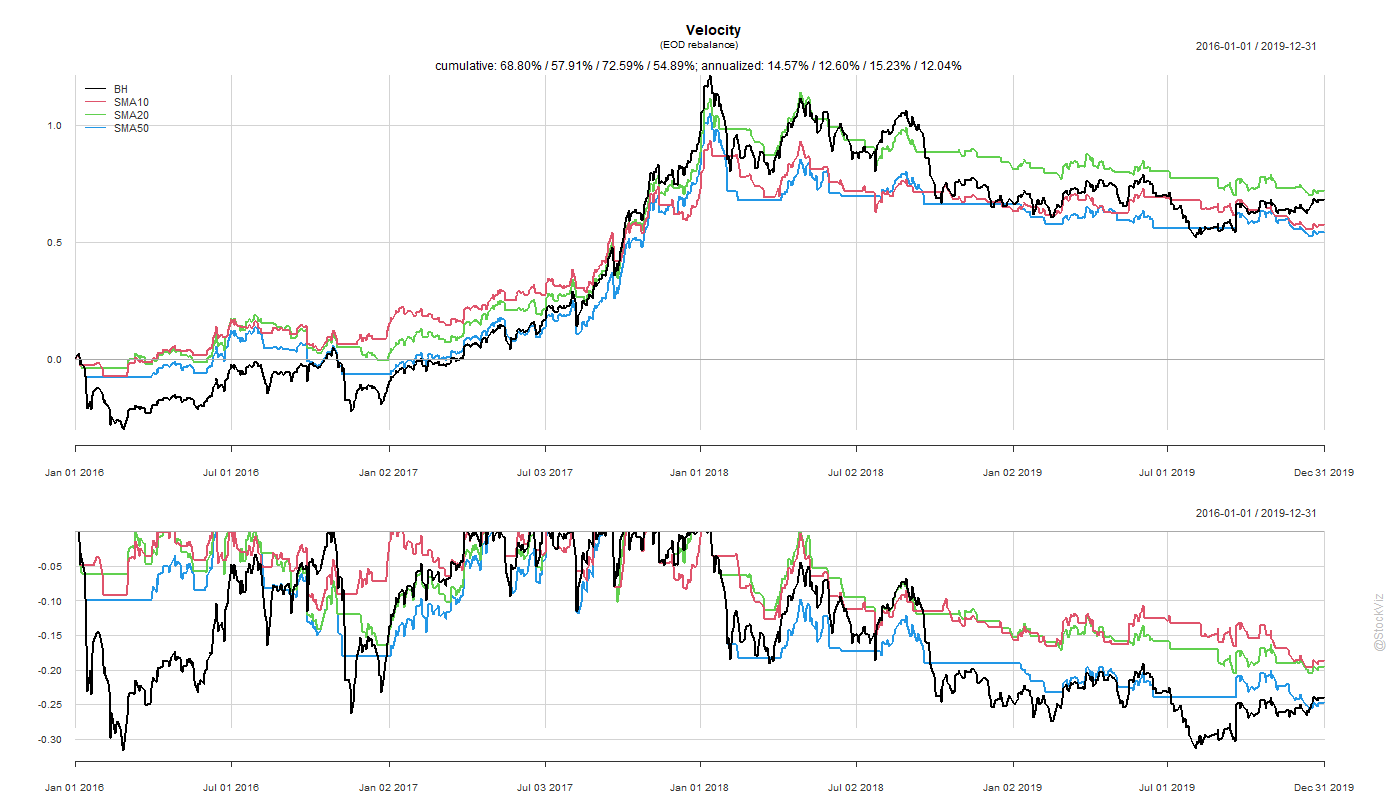 Velocity
(EOD rebalance)
2016-01-01 / 2019-12-31
cumulative: 68.80% / 57.91% / 72.59% / 54.89%; annualized: 14.57% / 12.60% / 15.23% / 12.04%
BH
SMA10
SMA20
SMA50
1.0
0.5
0.0
Jan 01 2016 Jul 01 2016 Jan 02 2017 Jul 03 2017 Jan 01 2018 Jul 02 2018 Jan 02 2019 Jul 01 2019 Dec 31 2019
2016-01-01 / 2019-12-31
-0.05
-0.10
-0.15
-0.20
-0.25
-0.30
Jan 01 2016 Jul 01 2016 Jan 02 2017 Jul 03 2017 Jan 01 2018 Jul 02 2018 Jan 02 2019 Jul 01 2019 Dec 31 2019
@StockViz